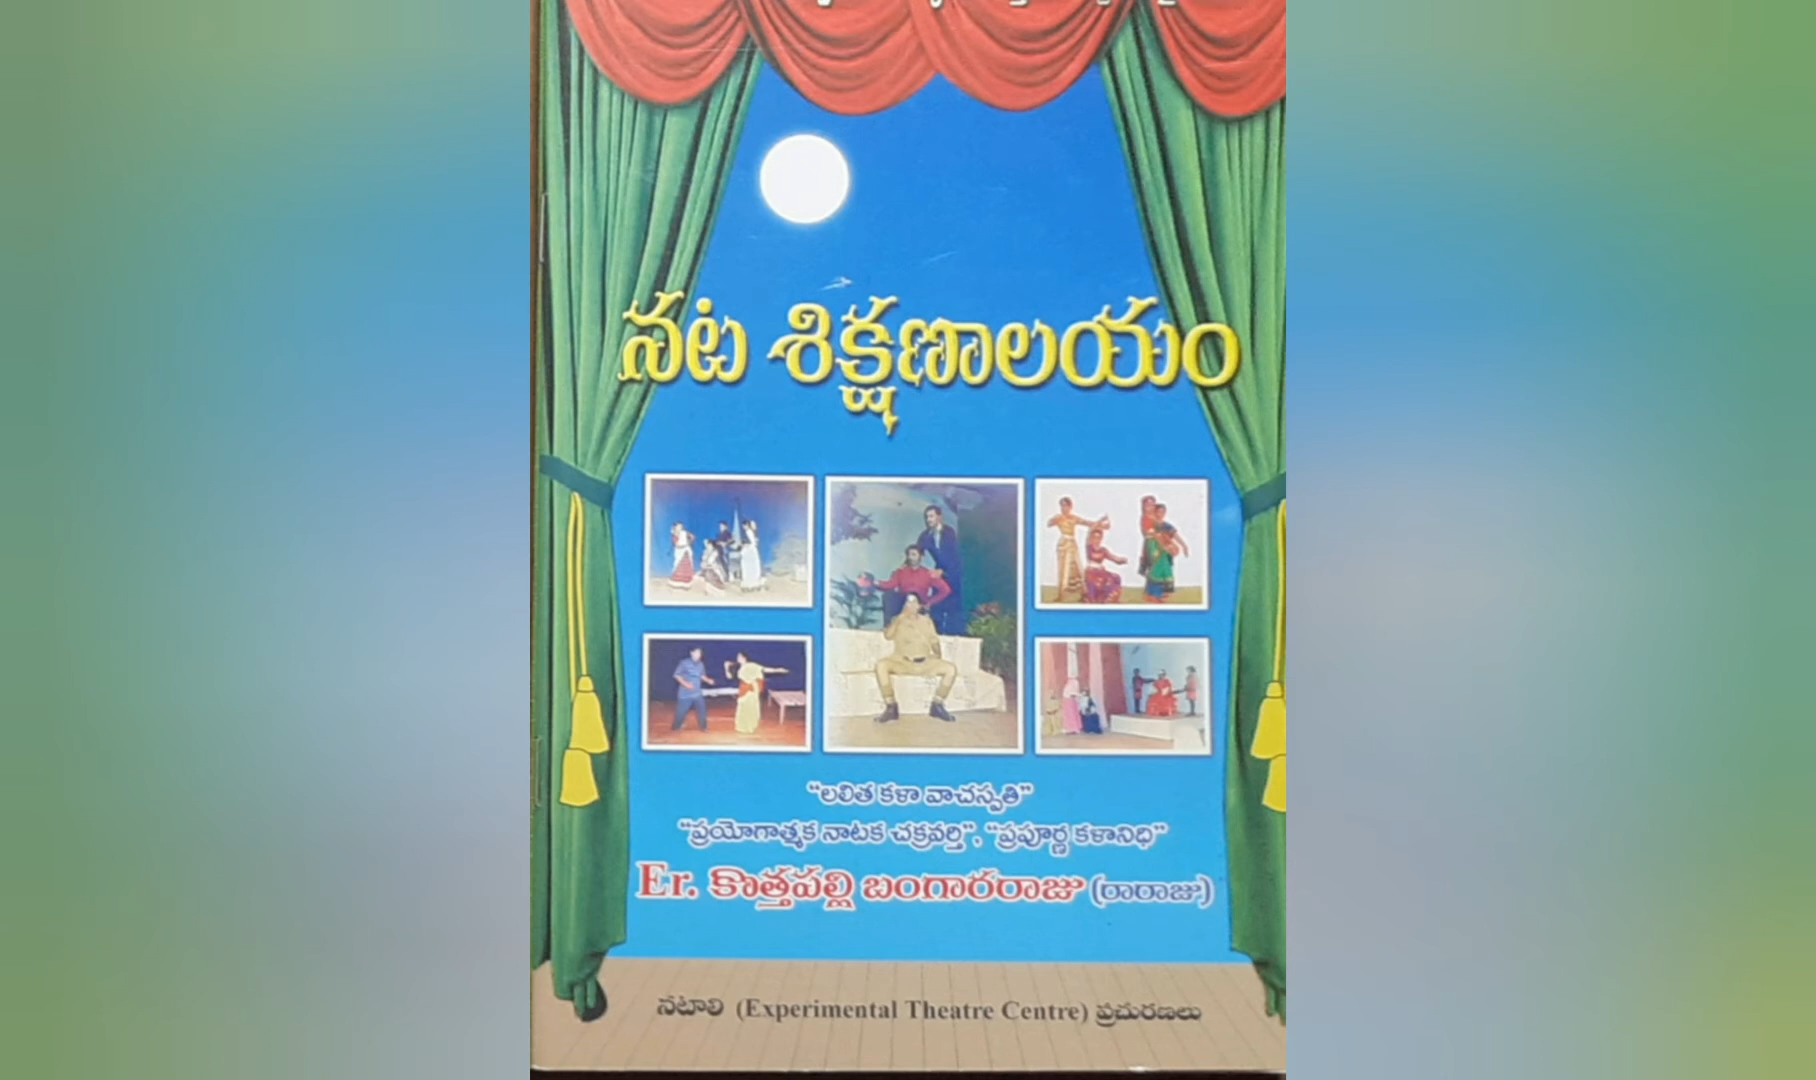 నట శిక్షణాలయం
“లలిత కళా వాచస్పతి”
“ప్రయోగాత్మక నాటక చక్రవర్తి”, “ప్రపూర్ణ కళానిధి”
Er. కొత్తపల్లి బంగారరాజు (రారాజు)
నటాలి (Experimental Theatre Centre) ప్రచురణలు